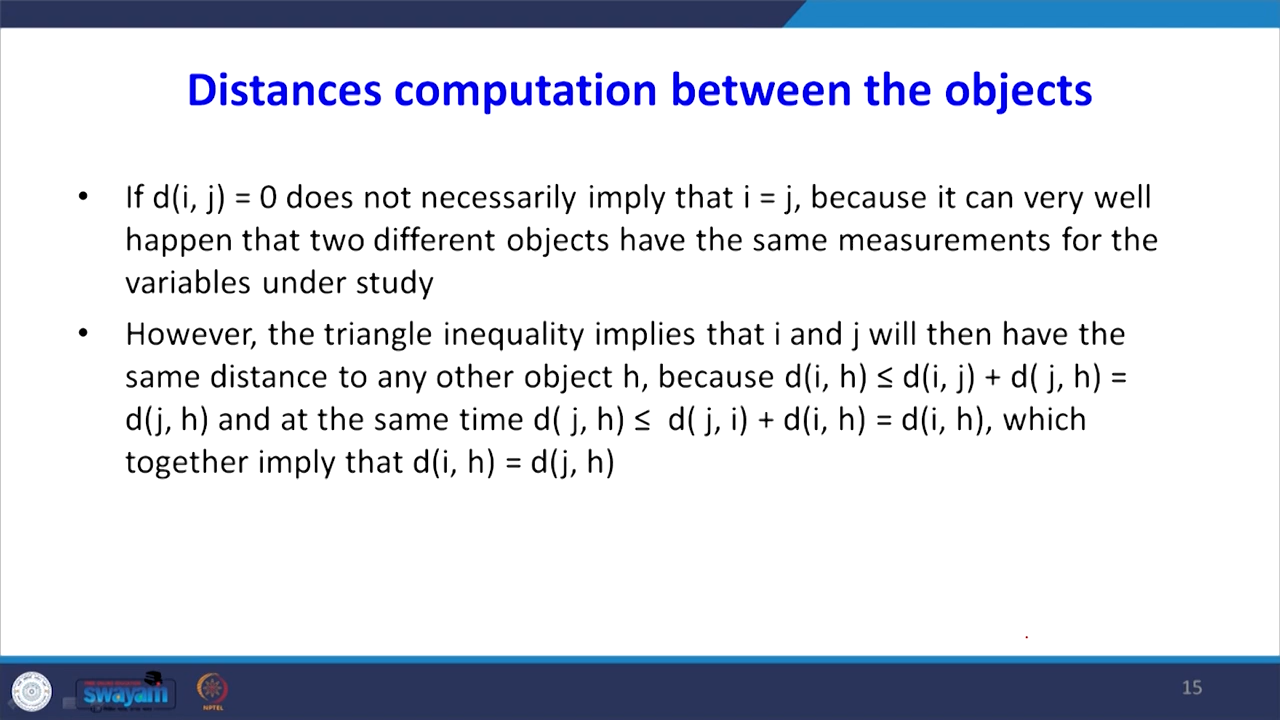 Distances computation between the objects
• If d(i, j) = 0 does not necessarily imply that i = j, because it can very well
happen that two different objects have the same measurements for the
variables under study
• However, the triangle inequality implies that i and j will then have the
same distance to any other object h, because d(i, h) ≤ d(i, j) + d( j, h) =
d(j, h) and at the same time d( j, h) ≤ d( j, i) + d(i, h) = d(i, h), which
together imply that d(i, h) = d(j, h)
swayam
NPTEL
15